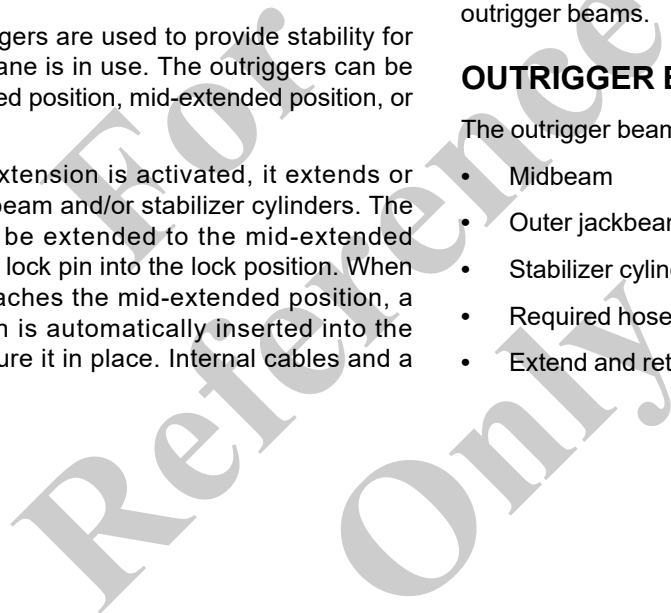 ggers are used to provide stability for
ane is in use. The outriggers can be
ed position, mid-extended position, or
xtension is activated, it extends or
beam and/or stabilizer cylinders. The
be extended to the mid-extended
lock pin into the lock position. When
aches the mid-extended position, a
n is automatically inserted into the
ure it in place. Internal cables and a
outrigger beams.
OUTRIGGER B
The outrigger beam
• Midbeam
• Outer jackbear
• Stabilizer cylin
• Required hose
• Extend and ret
For
Reference
Only